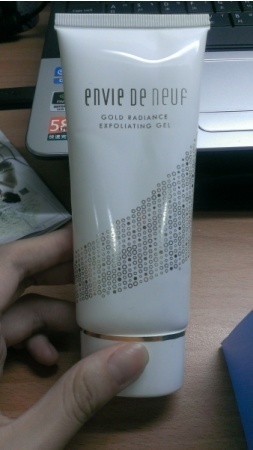 envie de neuf
GOLD RADIANCE
EXFOLIATING GEL